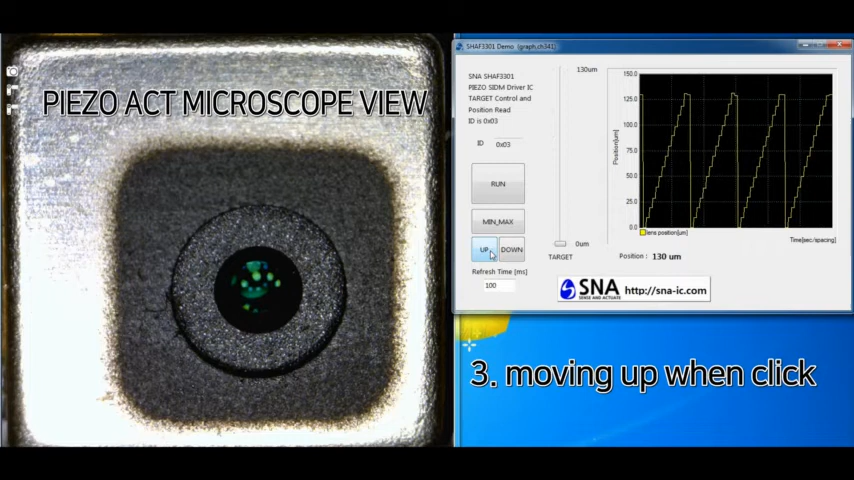 PIEZO ACT MICROSCOPE VIEW
SHAF3301 Demo (graph,ch341)
SNA SHAF3301
PIEZO SIDM Driver IC
TARGET Control and
Position Read
ID is 0x03
ID 0x03
RUN
MIN_MAX
UP DOWN
Refresh Time [ms]
100
130um
0um
TARGET
Position[um]
150.0
125.0
100.0
75.0
50.0
25.0
0.0
lens position[um]
Time[sec/spacing]
Position : 130 um
SNA http://sna-ic.com
SENSE AND ACTUATE
3. moving up when click